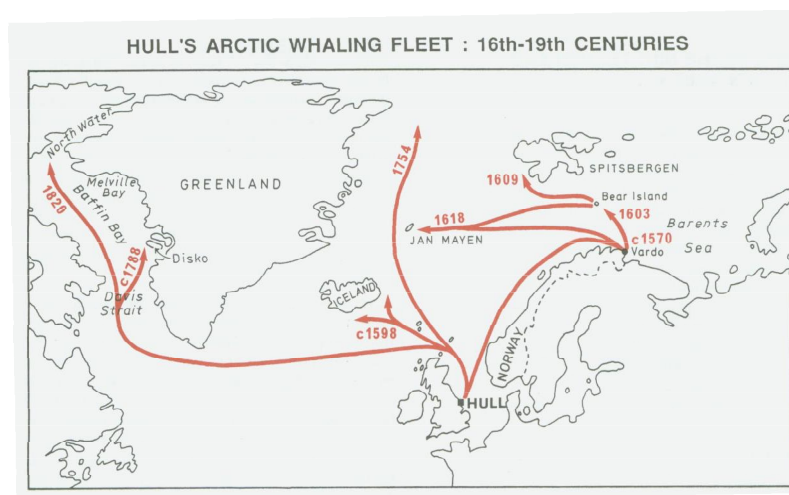 HULL'S ARCTIC WHALING FLEET : 16th-19th CENTURIES
North Water
1820
Melville
Bay
Baffin Bay
GREENLAND
Disko
c1788
Davis
Strait
1754
ICELAND
c1598
1618
JAN MAYEN
1609
SPITSBERGEN
Bear Island
1603
Barents
Sea
c1570
Vardo
NORWAY
HULL